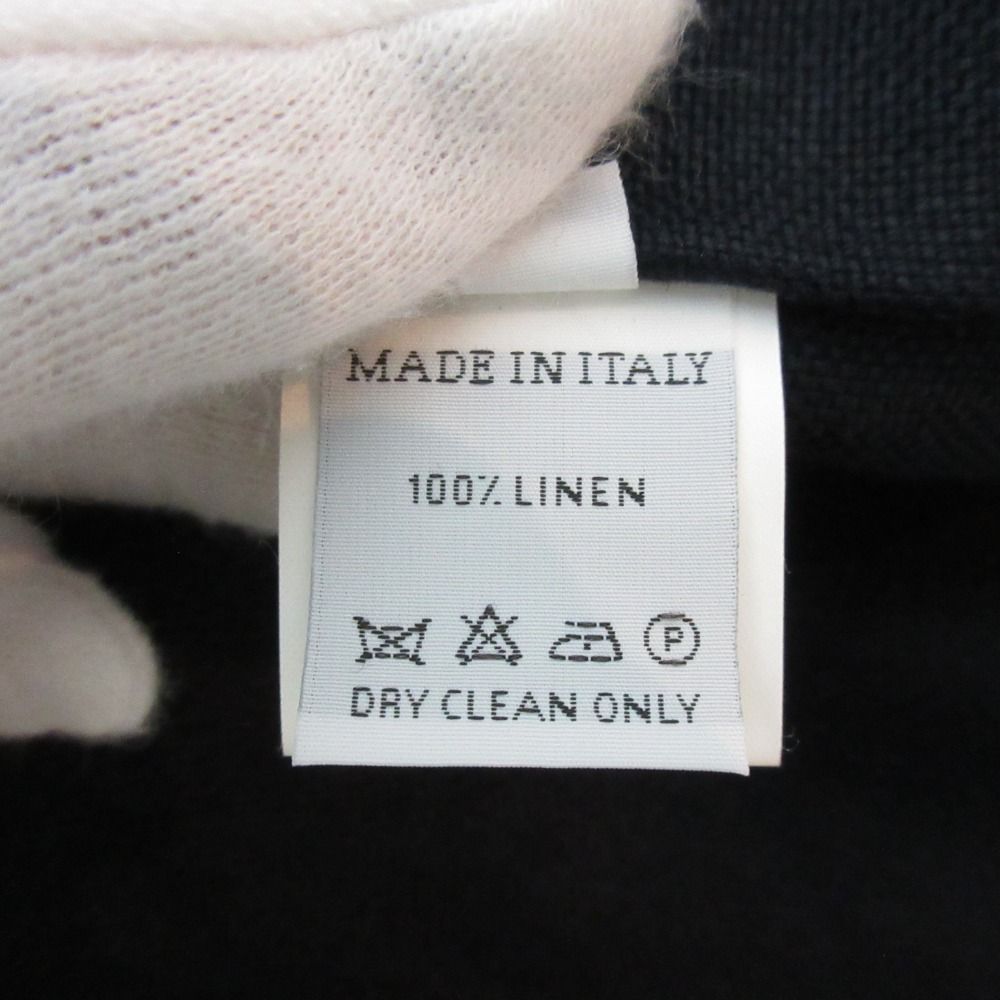 MADE IN ITALY
100% LINEN
P
DRY CLEAN ONLY